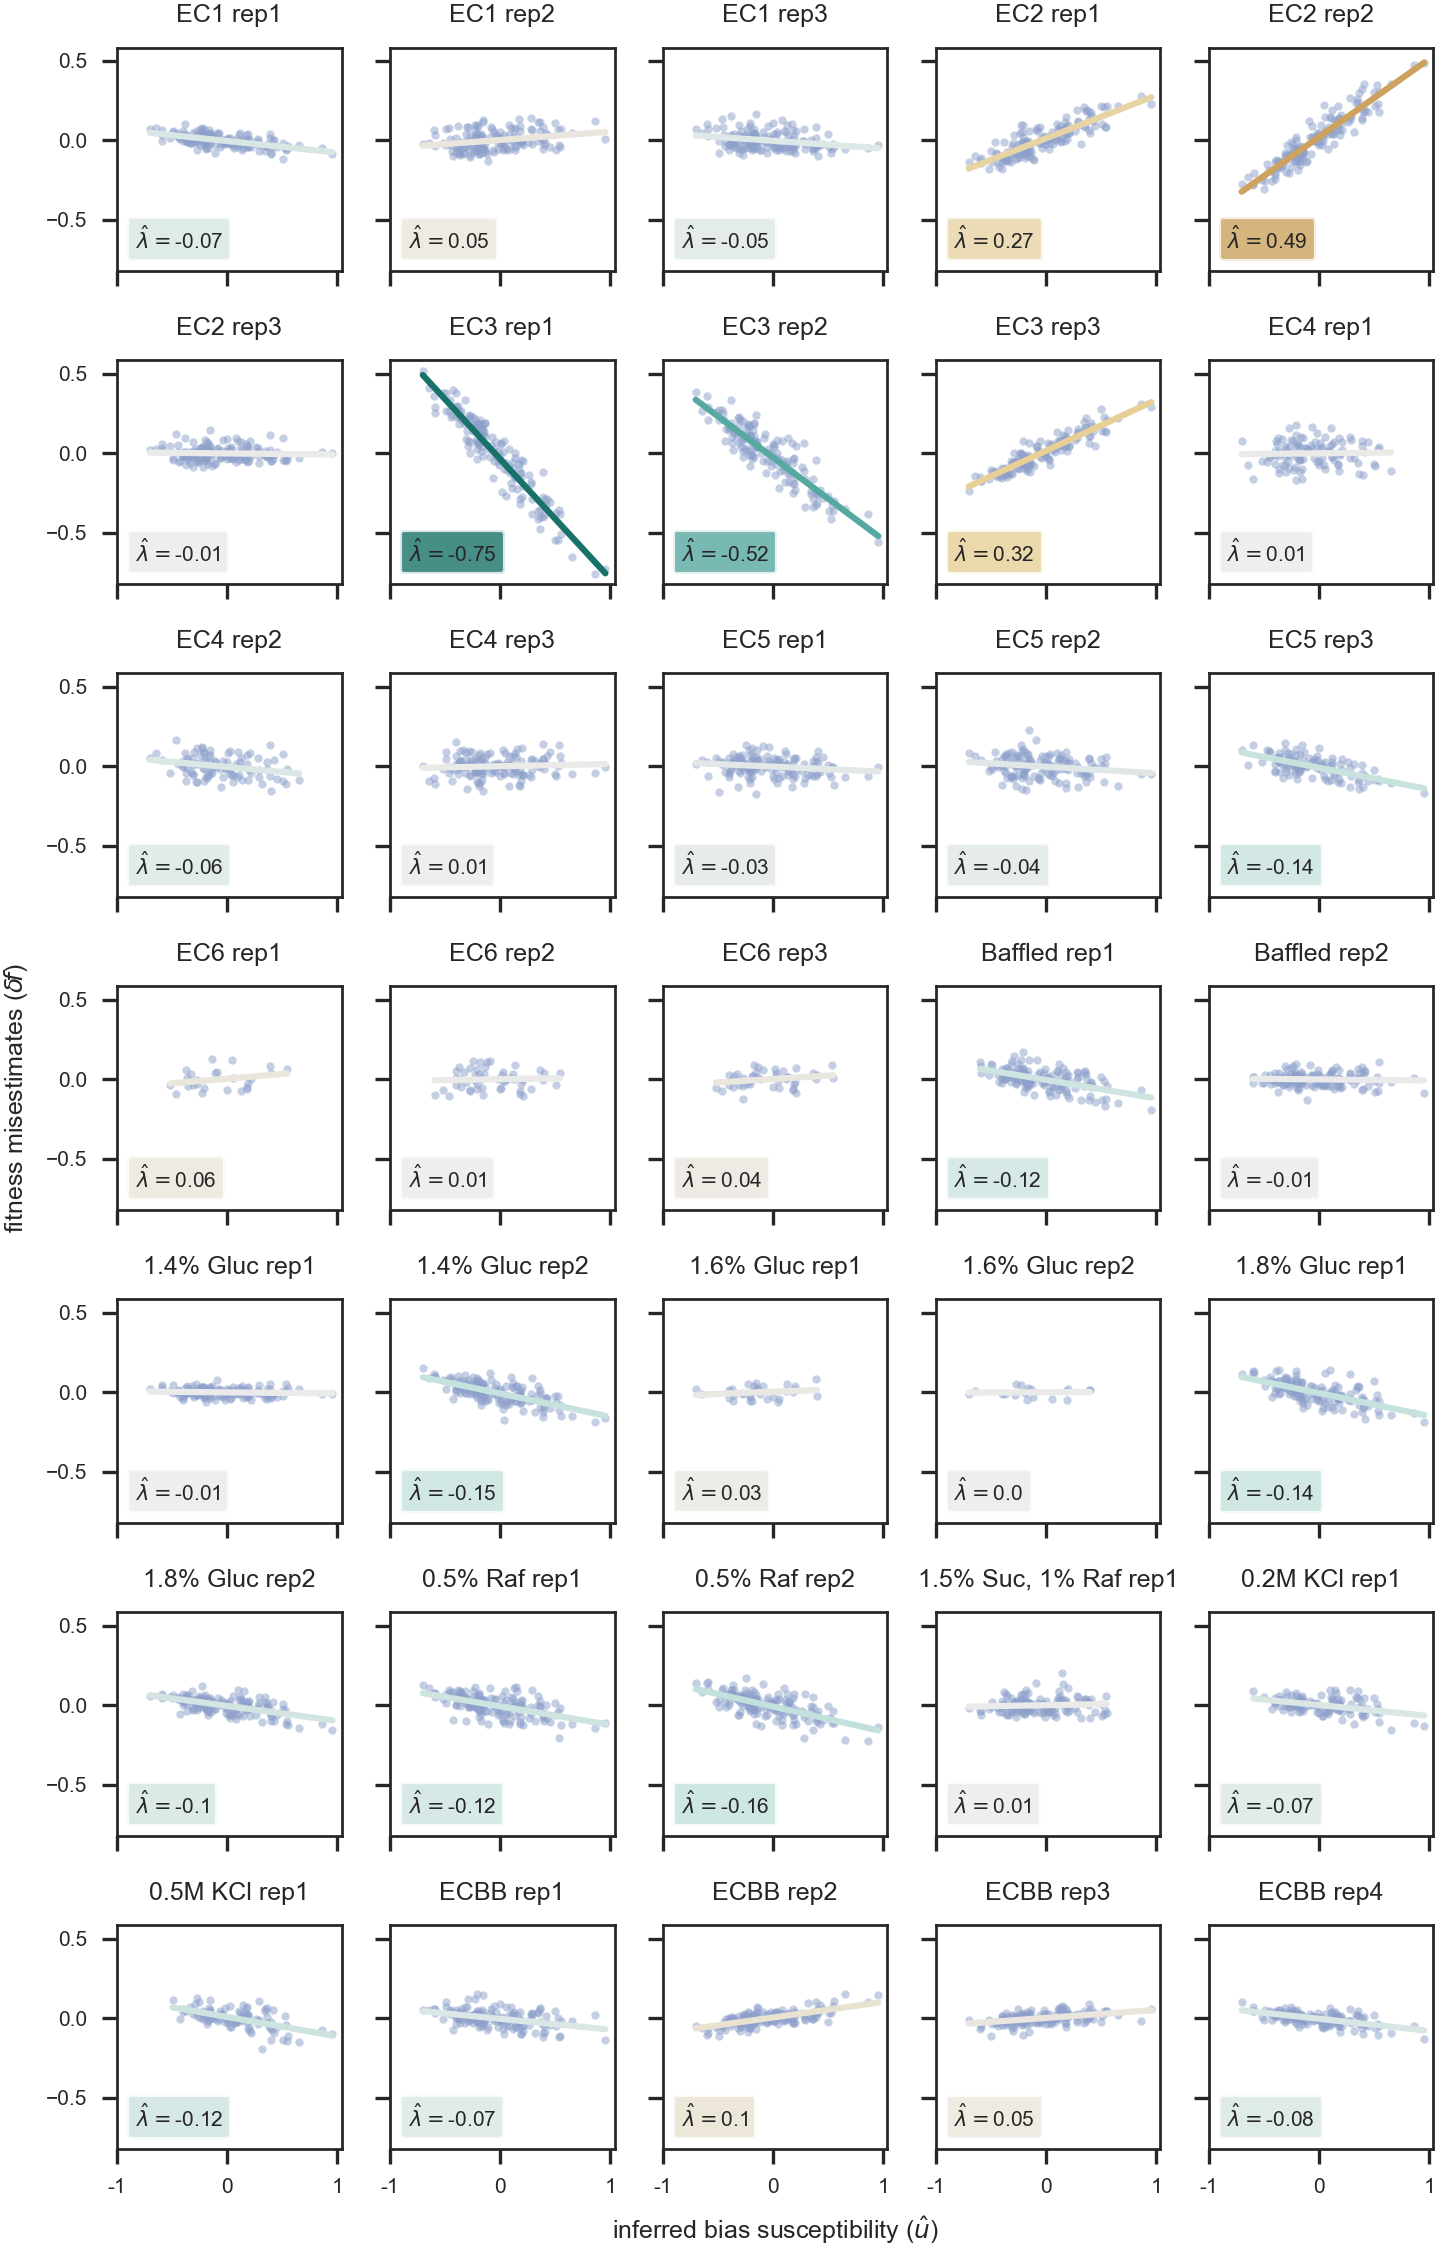 EC1 rep1 EC1 rep2 EC1 rep3 EC2 rep1 EC2 rep2
0.5
0.0
−0.5
λ̂ = -0.07 λ̂ = 0.05 λ̂ = -0.05 λ̂ = 0.27 λ̂ = 0.49
EC2 rep3 EC3 rep1 EC3 rep2 EC3 rep3 EC4 rep1
0.5
0.0
−0.5
λ̂ = -0.01 λ̂ = -0.75 λ̂ = -0.52 λ̂ = 0.32 λ̂ = 0.01
EC4 rep2 EC4 rep3 EC5 rep1 EC5 rep2 EC5 rep3
0.5
0.0
−0.5
λ̂ = -0.06 λ̂ = 0.01 λ̂ = -0.03 λ̂ = -0.04 λ̂ = -0.14
EC6 rep1 EC6 rep2 EC6 rep3 Baffled rep1 Baffled rep2
fitness misestimates (δf)
0.5
0.0
−0.5
λ̂ = 0.06 λ̂ = 0.01 λ̂ = 0.04 λ̂ = -0.12 λ̂ = -0.01
1.4% Gluc rep1 1.4% Gluc rep2 1.6% Gluc rep1 1.6% Gluc rep2 1.8% Gluc rep1
0.5
0.0
−0.5
λ̂ = -0.01 λ̂ = -0.15 λ̂ = 0.03 λ̂ = 0.0 λ̂ = -0.14
1.8% Gluc rep2 0.5% Raf rep1 0.5% Raf rep2 1.5% Suc, 1% Raf rep1 0.2M KCl rep1
0.5
0.0
−0.5
λ̂ = -0.1 λ̂ = -0.12 λ̂ = -0.16 λ̂ = 0.01 λ̂ = -0.07
0.5M KCl rep1 ECBB rep1 ECBB rep2 ECBB rep3 ECBB rep4
0.5
0.0
−0.5
λ̂ = -0.12 λ̂ = -0.07 λ̂ = 0.1 λ̂ = 0.05 λ̂ = -0.08
-1 0 1 -1 0 1 -1 0 1 -1 0 1 -1 0 1
inferred bias susceptibility (û)